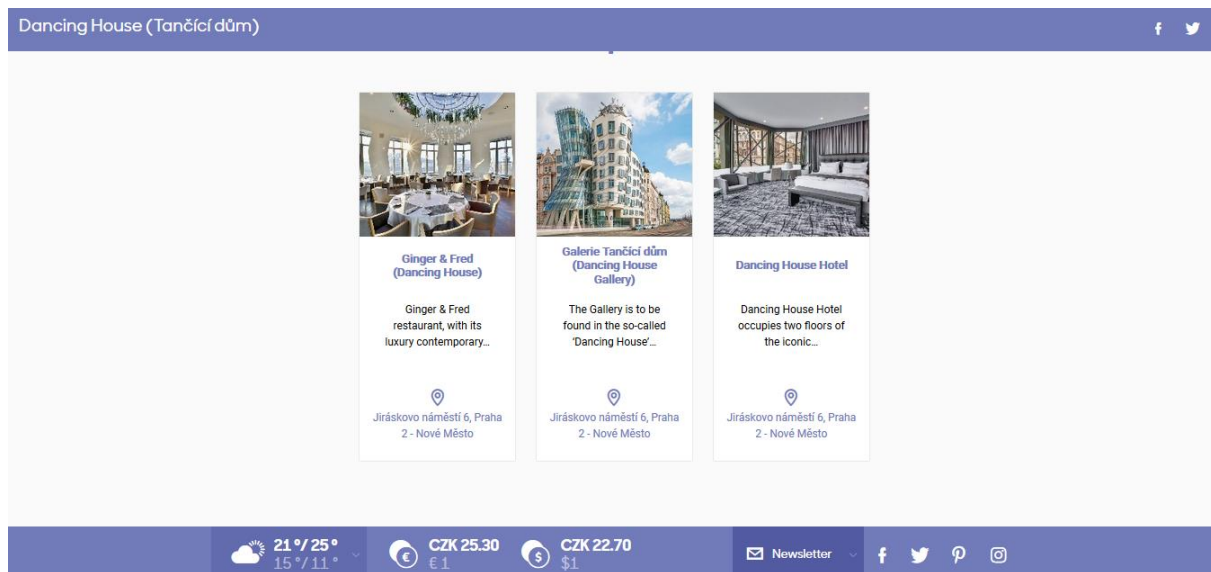 Dancing House (Tančící dům)
Ginger & Fred
(Dancing House)
Ginger & Fred
restaurant, with its
luxury contemporary...
Jiráskovo náměstí 6, Praha
2 - Nové Město
Galerie Tančící dům
(Dancing House
Gallery)
The Gallery is to be
found in the so-called
‘Dancing House’...
Jiráskovo náměstí 6, Praha
2 - Nové Město
Dancing House Hotel
Dancing House Hotel
occupies two floors of
the iconic...
Jiráskovo náměstí 6, Praha
2 - Nové Město
21°/25°
15°/11°
€
CZK 25.30
€1
$
CZK 22.70
$1
Newsletter